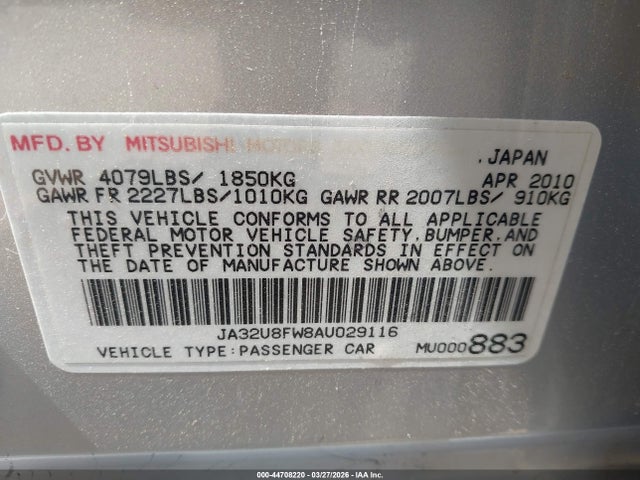 MFD. BY MITSUBISHI MOTORS
, JAPAN
GVWR 4079LBS/ 1850KG APR 2010
GAWR FR 2227LBS/1010KG GAWR RR 2007LBS/ 910KG
THIS VEHICLE CONFORMS TO ALL APPLICABLE
FEDERAL MOTOR VEHICLE SAFETY,BUMPER,AND
THEFT PREVENTION STANDARDS IN EFFECT ON
THE DATE OF MANUFACTURE SHOWN ABOVE.
JA32U8FW8AU029116
VEHICLE TYPE:PASSENGER CAR MU000883
000-44708220 - 03/27/2026 - IAA Inc.